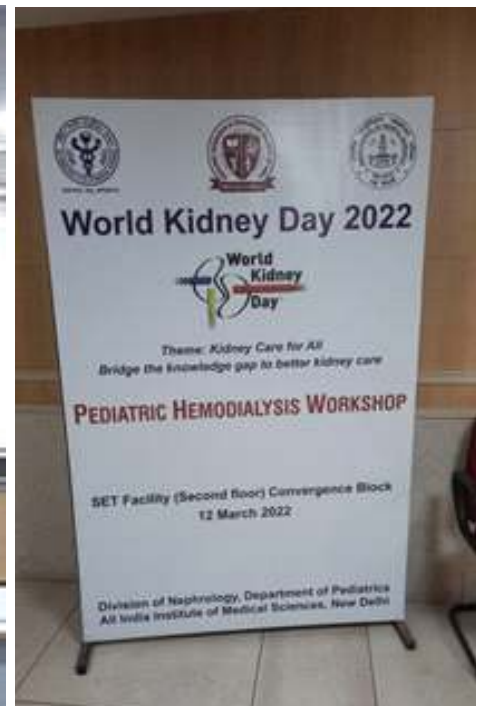 World Kidney Day 2022
World
Kidney
Day
Theme: Kidney Care for All
Bridge the knowledge gap to better kidney care
PEDIATRIC HEMODIALYSIS WORKSHOP
SET Facility (Second floor) Convergence Block
12 March 2022
Division of Nephrology, Department of Pediatrics
All India Institute of Medical Sciences, New Delhi